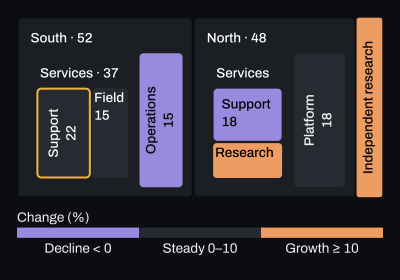 South · 52
Services · 37
Support
22
Field
15
Operations
15
North · 48
Services
Support
18
Research
Platform
18
Independent research
Change (%)
Decline < 0
Steady 0–10
Growth ≥ 10